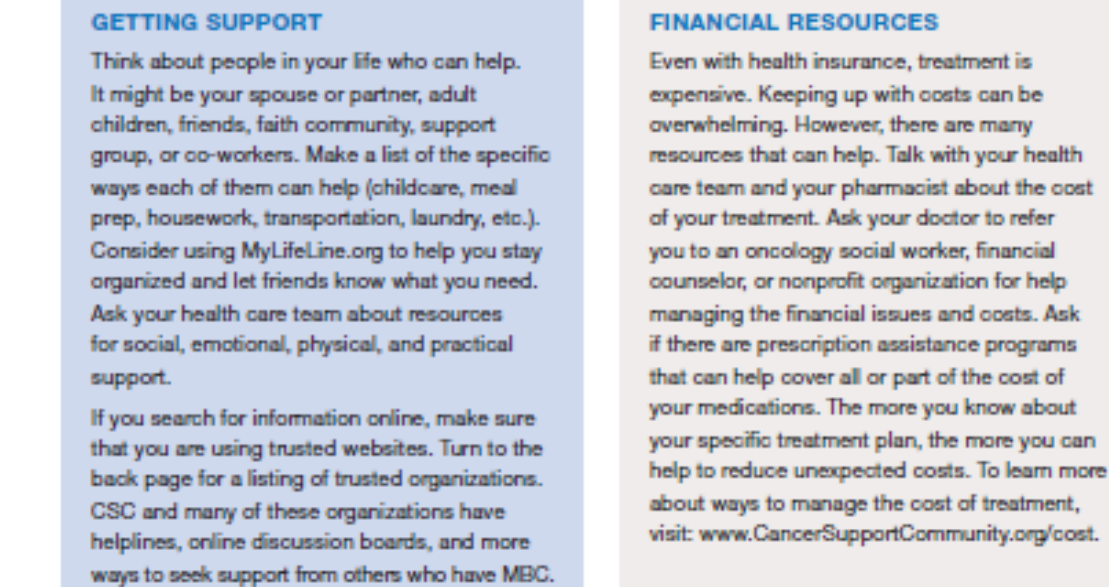 GETTING SUPPORT
Think about people in your life who can help.
It might be your spouse or partner, adult
children, friends, faith community, support
group, or co-workers. Make a list of the specific
ways each of them can help (childcare, meal
prep, housework, transportation, laundry, etc.).
Consider using MyLifeLine.org to help you stay
organized and let friends know what you need.
Ask your health care team about resources
for social, emotional, physical, and practical
support.
If you search for information online, make sure
that you are using trusted websites. Turn to the
back page for a listing of trusted organizations.
CSC and many of these organizations have
helplines, online discussion boards, and more
ways to seek support from others who have MBC.
FINANCIAL RESOURCES
Even with health insurance, treatment is
expensive. Keeping up with costs can be
overwhelming. However, there are many
resources that can help. Talk with your health
care team and your pharmacist about the cost
of your treatment. Ask your doctor to refer
you to an oncology social worker, financial
counselor, or nonprofit organization for help
managing the financial issues and costs. Ask
if there are prescription assistance programs
that can help cover all or part of the cost of
your medications. The more you know about
your specific treatment plan, the more you can
help to reduce unexpected costs. To learn more
about ways to manage the cost of treatment,
visit: www.CancerSupportCommunity.org/cost.